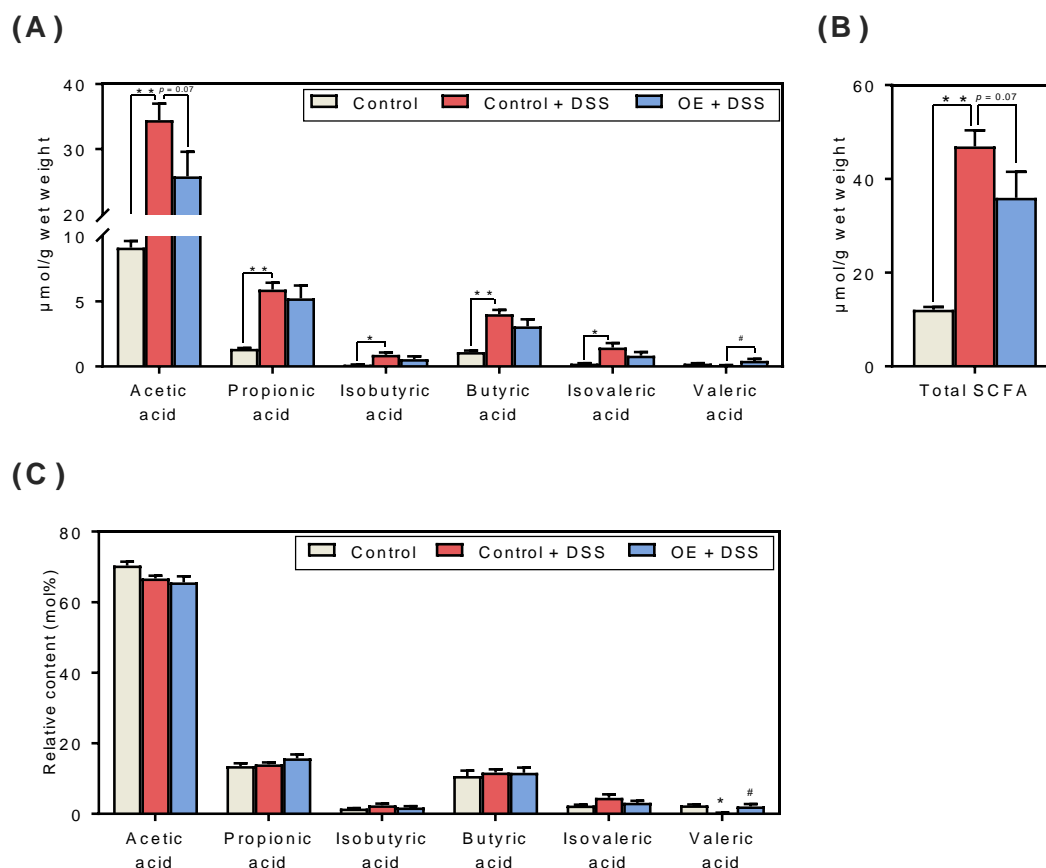 (A)
40
30
20
10
5
0
µmol/g wet weight
Control
Control + DSS
OE + DSS
* * p = 0.07
* *
*
* *
*
#
Acetic
acid
Propionic
acid
Isobutyric
acid
Butyric
acid
Isovaleric
acid
Valeric
acid
(B)
60
40
20
0
µmol/g wet weight
* * p = 0.07
Total SCFA
(C)
80
60
40
20
0
Relative content (mol%)
Control
Control + DSS
OE + DSS
*
#
Acetic
acid
Propionic
acid
Isobutyric
acid
Butyric
acid
Isovaleric
acid
Valeric
acid